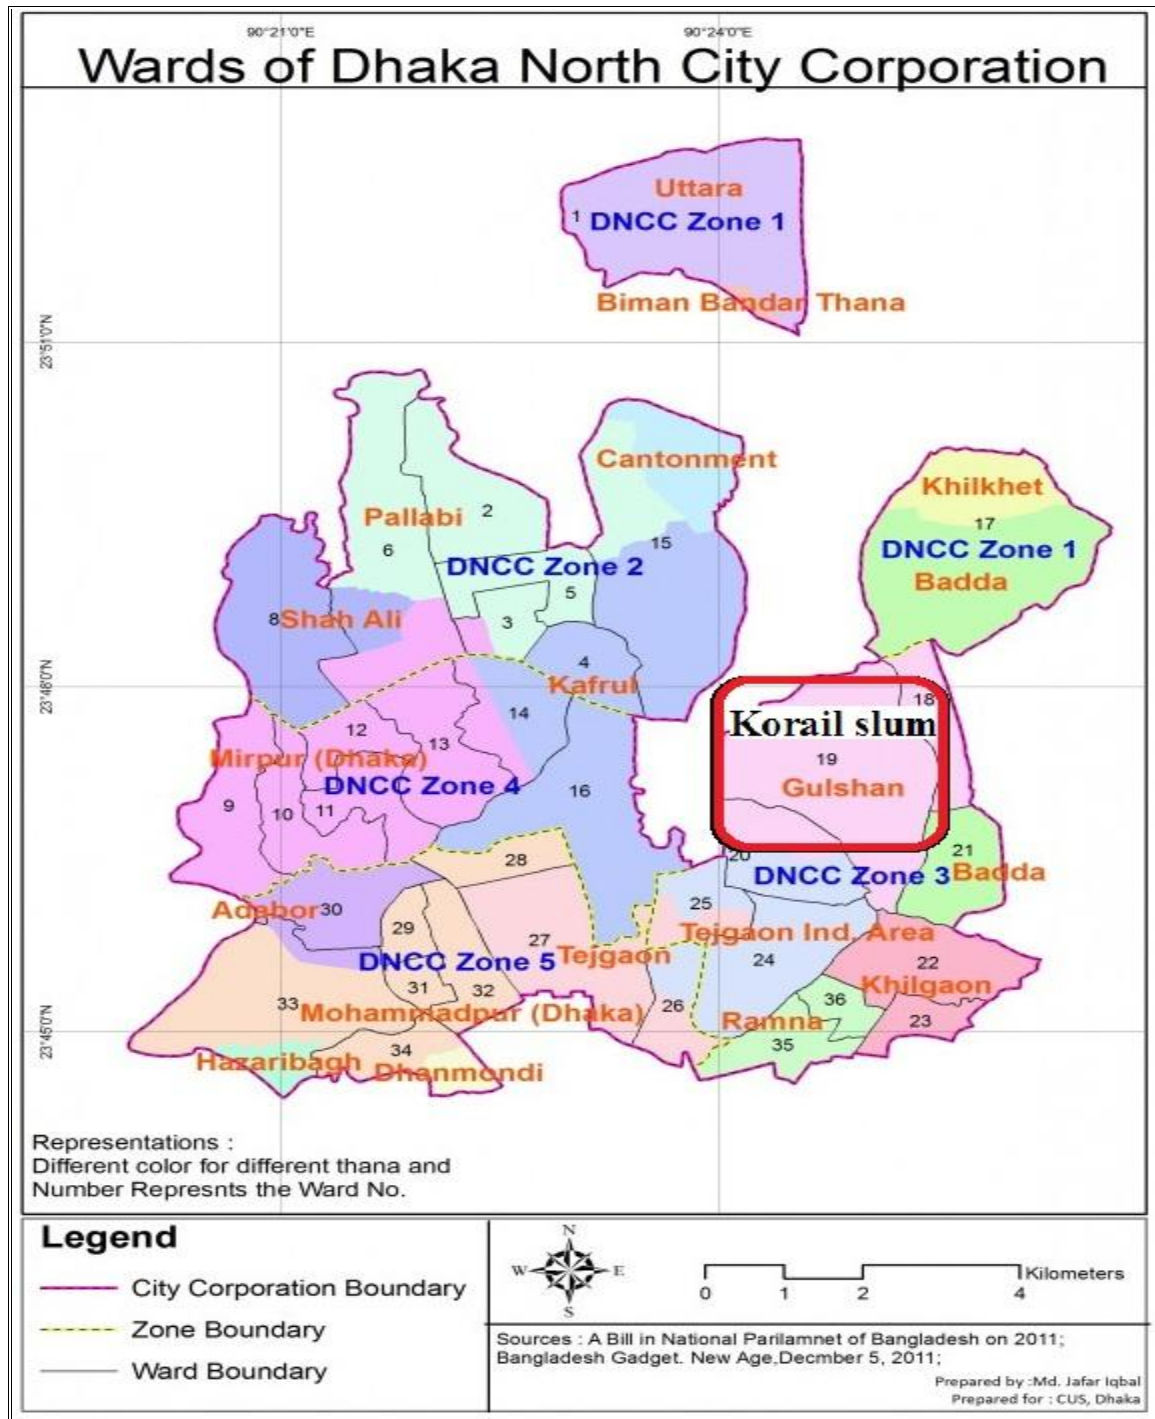 90°21'0"E
90°24'0"E
Wards of Dhaka North City Corporation
Uttara
1
DNCC Zone 1
Biman Bandar Thana
23°51'0"N
Cantonment
Khilkhet
Pallabi
2
17
6
15
DNCC Zone 1
DNCC Zone 2
Badda
5
8
Shah Ali
3
4
Kafrul
23°48'0"N
18
14
Korail slum
12
13
Mirpur (Dhaka)
19
DNCC Zone 4
Gulshan
16
9
10
11
28
20
21
DNCC Zone 3
Badda
Adabor
30
25
29
27
Tejgaon Ind. Area
Tejgaon
DNCC Zone 5
24
22
31
32
Khilgaon
33
Mohammadpur (Dhaka)
26
36
Ramna
23
23°45'0"N
35
34
Hazaribagh
Dhanmondi
Representations :
Different color for different thana and
Number Represnts the Ward No.
Legend
City Corporation Boundary
Zone Boundary
Ward Boundary
N
W
E
S
Kilometers
0 1 2 4
Sources : A Bill in National Parilamnet of Bangladesh on 2011;
Bangladesh Gadget. New Age,Decmber 5, 2011;
Prepared by :Md. Jafar Iqbal
Prepared for : CUS, Dhaka